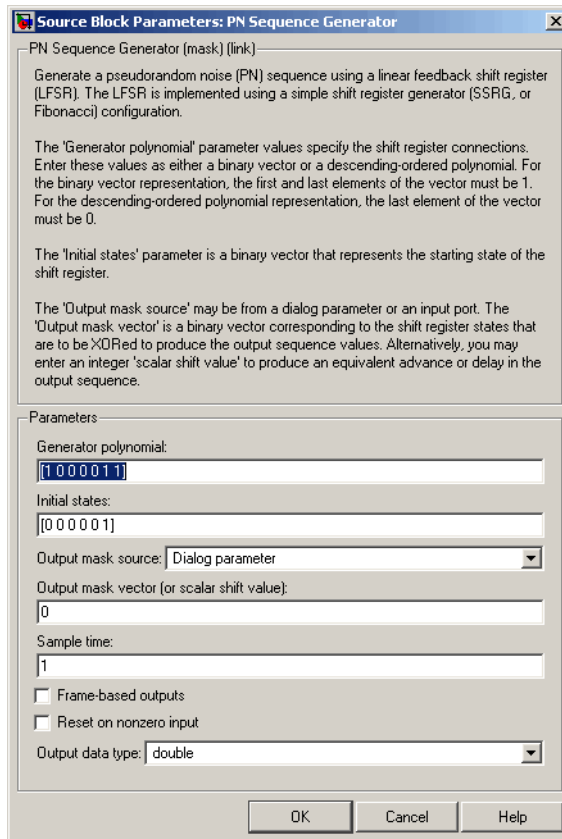 Source Block Parameters: PN Sequence Generator
PN Sequence Generator (mask) (link)
Generate a pseudorandom noise (PN) sequence using a linear feedback shift register
(LFSR). The LFSR is implemented using a simple shift register generator (SSRG, or
Fibonacci) configuration.
The 'Generator polynomial' parameter values specify the shift register connections.
Enter these values as either a binary vector or a descending-ordered polynomial. For
the binary vector representation, the first and last elements of the vector must be 1.
For the descending-ordered polynomial representation, the last element of the vector
must be 0.
The 'Initial states' parameter is a binary vector that represents the starting state of the
shift register.
The 'Output mask source' may be from a dialog parameter or an input port. The
'Output mask vector' is a binary vector corresponding to the shift register states that
are to be XORed to produce the output sequence values. Alternatively, you may
enter an integer 'scalar shift value' to produce an equivalent advance or delay in the
output sequence.
Parameters
Generator polynomial:
[1 0 0 0 0 1 1]
Initial states:
[0 0 0 0 0 1]
Output mask source: Dialog parameter
Output mask vector (or scalar shift value):
0
Sample time:
1
Frame-based outputs
Reset on nonzero input
Output data type: double
OK Cancel Help